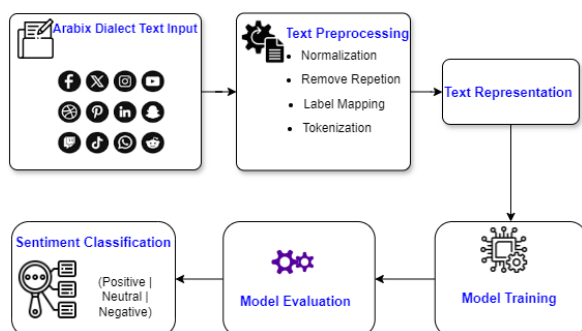 Arabix Dialect Text Input
Text Preprocessing
• Normalization
• Remove Repetion
• Label Mapping
• Tokenization
Text Representation
Model Training
Model Evaluation
Sentiment Classification
(Positive |
Neutral |
Negative)